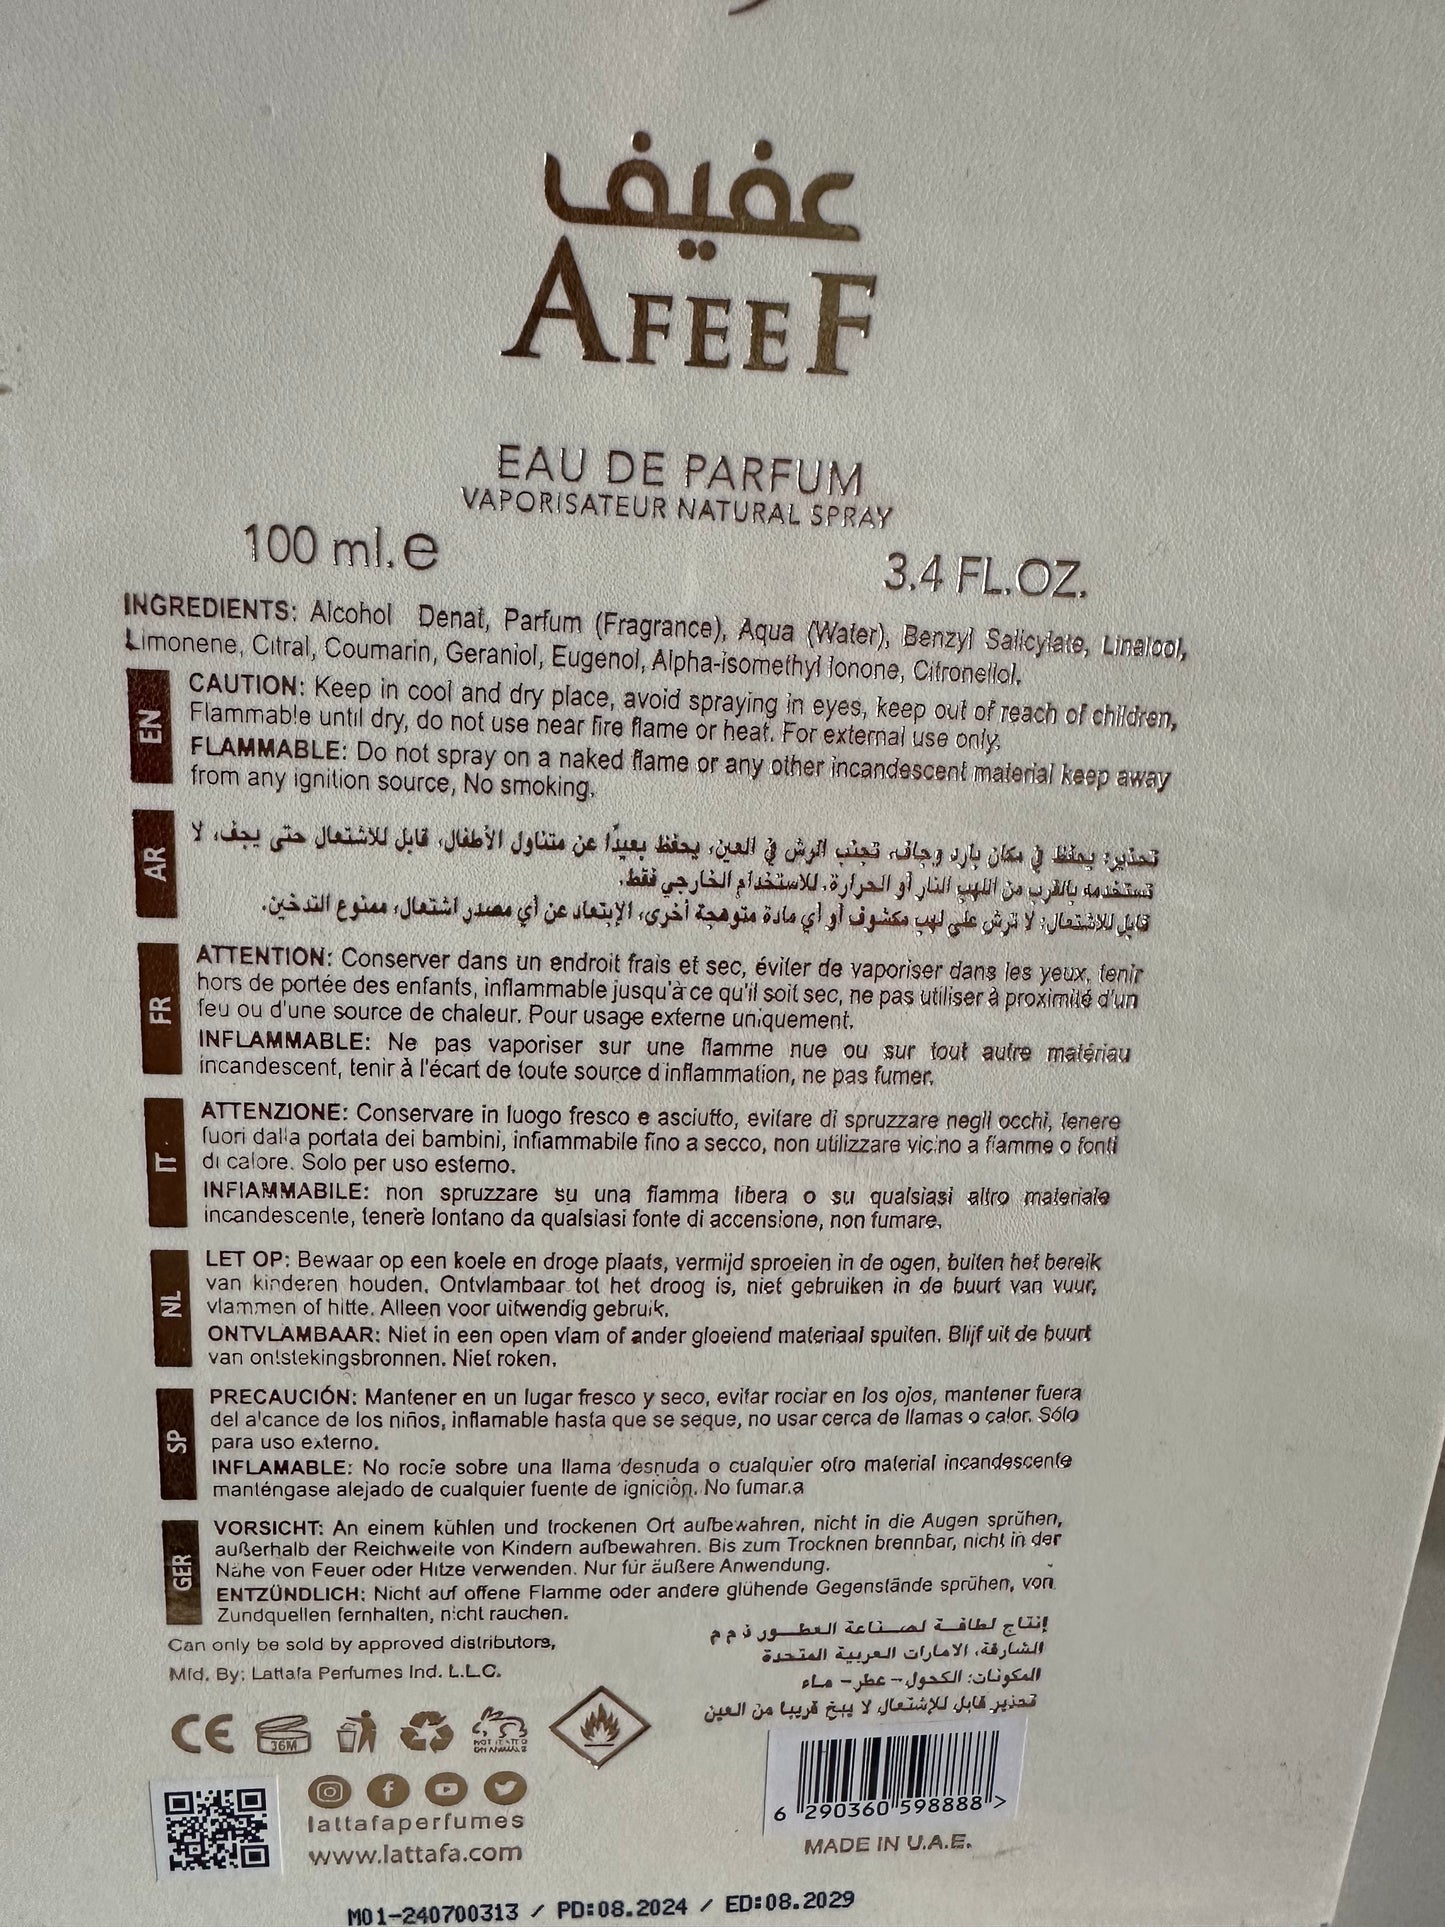 عفيف
AFEEF
EAU DE PARFUM
VAPORISATEUR NATURAL SPRAY
100 ml. e
3.4 FL.OZ.
INGREDIENTS: Alcohol Denat, Parfum (Fragrance), Aqua (Water), Benzyl Salicylate, Linalool,
Limonene, Citral, Coumarin, Geraniol, Eugenol, Alpha-isomethyl Ionone, Citronellol.
EN
CAUTION: Keep in cool and dry place, avoid spraying in eyes, keep out of reach of children,
Flammable until dry, do not use near fire flame or heat. For external use only.
FLAMMABLE: Do not spray on a naked flame or any other incandescent material keep away
from any ignition source, No smoking.
AR
تحذير: يحفظ في مكان بارد وجاف، تجنب الرش في العين، يحفظ بعيدًا عن متناول الأطفال، قابل للاشتعال حتى يجف، لا
تستخدمه بالقرب من اللهب النار أو الحرارة. للاستخدام الخارجي فقط.
قابل للاشتعال: لا ترش على لهب مكشوف أو أي مادة متوهجة أخرى، الإبتعاد عن أي مصدر اشتعال، ممنوع التدخين.
FR
ATTENTION: Conserver dans un endroit frais et sec, éviter de vaporiser dans les yeux, tenir
hors de portée des enfants, inflammable jusqu'à ce qu'il soit sec, ne pas utiliser à proximité d'un
feu ou d'une source de chaleur. Pour usage externe uniquement.
INFLAMMABLE: Ne pas vaporiser sur une flamme nue ou sur tout autre matériau
incandescent, tenir à l'écart de toute source d'inflammation, ne pas fumer.
IT
ATTENZIONE: Conservare in luogo fresco e asciutto, evitare di spruzzare negli occhi, tenere
fuori dalla portata dei bambini, infiammabile fino a secco, non utilizzare vicino a fiamme o fonti
di calore. Solo per uso esterno.
INFIAMMABILE: non spruzzare su una fiamma libera o su qualsiasi altro materiale
incandescente, tenere lontano da qualsiasi fonte di accensione, non fumare.
NL
LET OP: Bewaar op een koele en droge plaats, vermijd sproeien in de ogen, buiten het bereik
van kinderen houden. Ontvlambaar tot het droog is, niet gebruiken in de buurt van vuur,
vlammen of hitte. Alleen voor uitwendig gebruik.
ONTVLAMBAAR: Niet in een open vlam of ander gloeiend materiaal spuiten. Blijf uit de buurt
van ontstekingsbronnen. Niet roken.
SP
PRECAUCIÓN: Mantener en un lugar fresco y seco, evitar rociar en los ojos, mantener fuera
del alcance de los niños, inflamable hasta que se seque, no usar cerca de llamas o calor. Sólo
para uso externo.
INFLAMABLE: No rocíe sobre una llama desnuda o cualquier otro material incandescente
manténgase alejado de cualquier fuente de ignición. No fumar.a
GER
VORSICHT: An einem kühlen und trockenen Ort aufbewahren, nicht in die Augen sprühen,
außerhalb der Reichweite von Kindern aufbewahren. Bis zum Trocknen brennbar, nicht in der
Nähe von Feuer oder Hitze verwenden. Nur für äußere Anwendung.
ENTZÜNDLICH: Nicht auf offene Flamme oder andere glühende Gegenstände sprühen, von
Zundquellen fernhalten, nicht rauchen.
Can only be sold by approved distributors,
Mfd. By: Lattafa Perfumes Ind. L.L.C.
إنتاج لطافة لصناعة العطور ذ م م
الشارقة، الامارات العربية المتحدة
المكونات: الكحول - عطر - ماء
تحذير قابل للإشتعال لا يبخ قريبا من العين
CE
36M
NOT TESTED
ON ANIMALS
lattafaperfumes
www.lattafa.com
6 290360 598888 >
MADE IN U.A.E.
M01-240700313 / PD:08.2024 / ED:08.2029